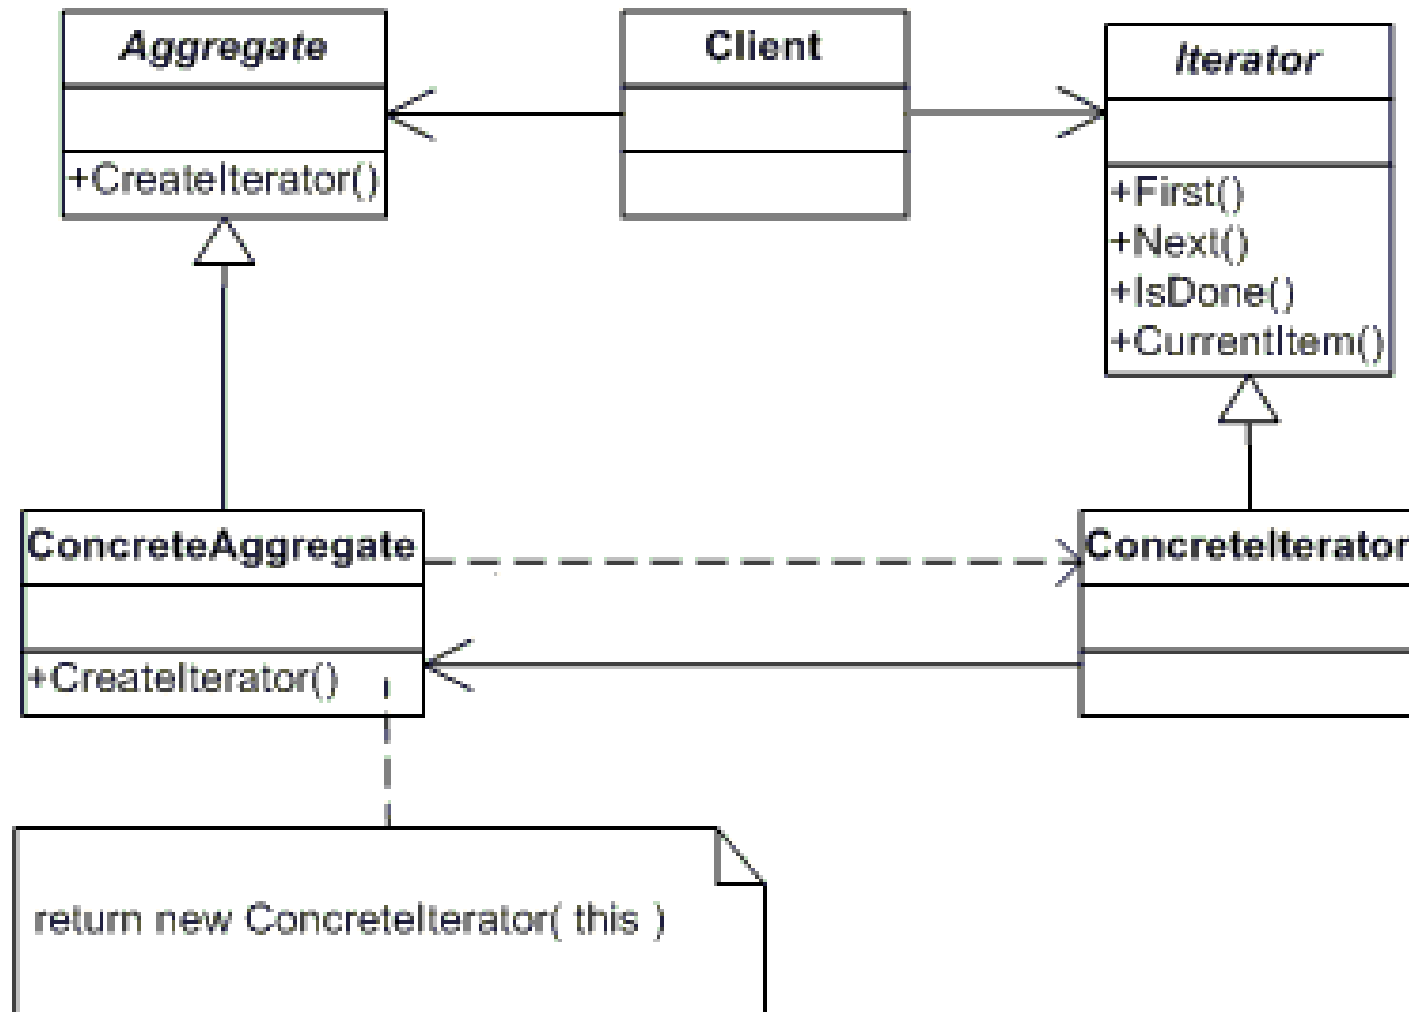 Aggregate
Client
Iterator
+CreateIterator()
+First()
+Next()
+IsDone()
+CurrentItem()
ConcreteAggregate
ConcreteIterator
+CreateIterator()
return new ConcreteIterator( this )